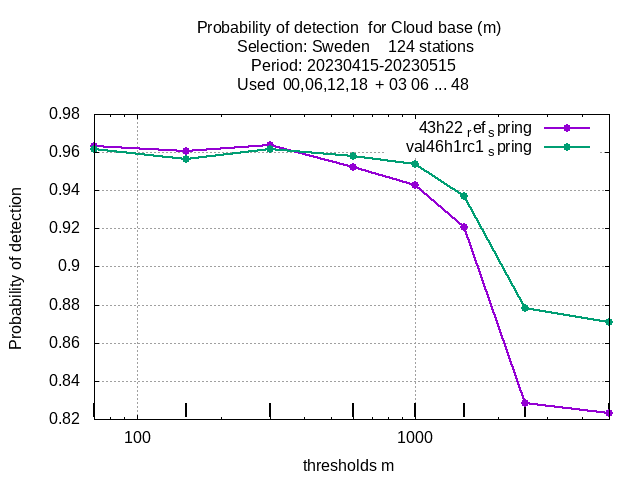 Probability of detection  for Cloud base (m)
Selection: Sweden    124 stations
Period: 20230415-20230515
Used  00,06,12,18  + 03 06 ... 48
43h22 ref spring
val46h1rc1 spring
0.98
0.96
0.94
0.92
0.9
0.88
0.86
0.84
0.82
Probability of detection
100
1000
thresholds m